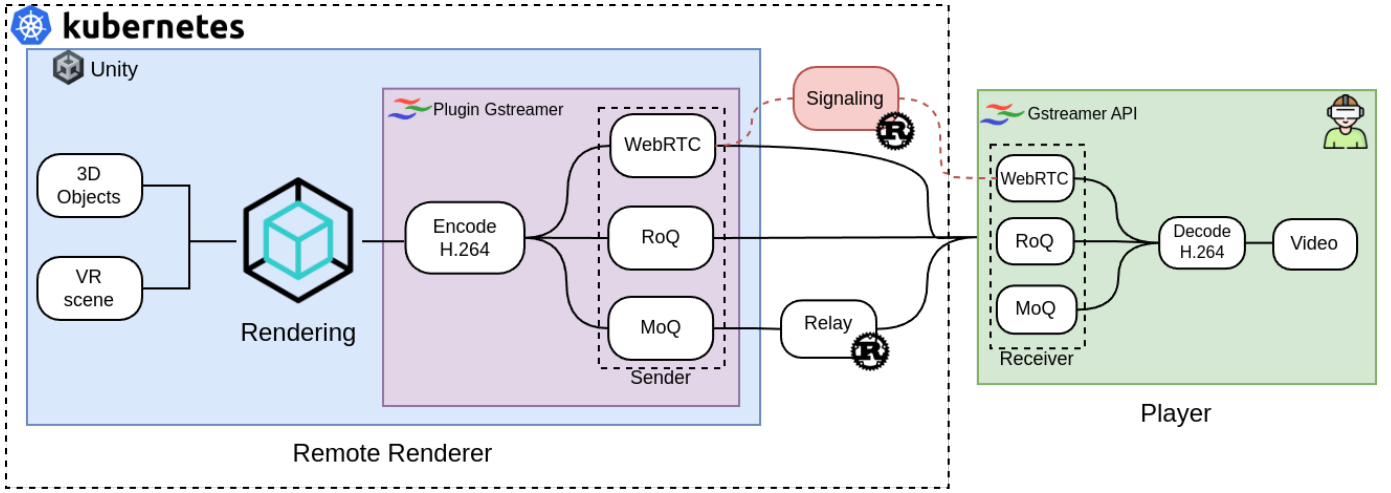 kubernetes
Unity
Plugin Gstreamer
3D
Objects
VR
scene
Rendering
Encode
H.264
WebRTC
RoQ
MoQ
Sender
Signaling
Relay
Remote Renderer
Gstreamer API
WebRTC
RoQ
MoQ
Receiver
Decode
H.264
Video
Player